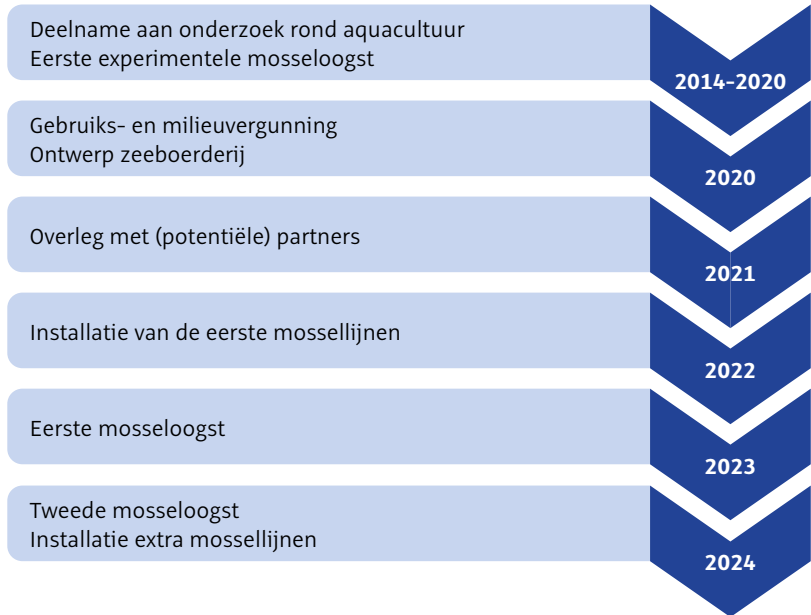 Deelname aan onderzoek rond aquacultuur
Eerste experimentele mosseloogst
2014-2020
Gebruiks- en milieuvergunning
Ontwerp zeeboerderij
2020
Overleg met (potentiële) partners
2021
Installatie van de eerste mossellijnen
2022
Eerste mosseloogst
2023
Tweede mosseloogst
Installatie extra mossellijnen
2024